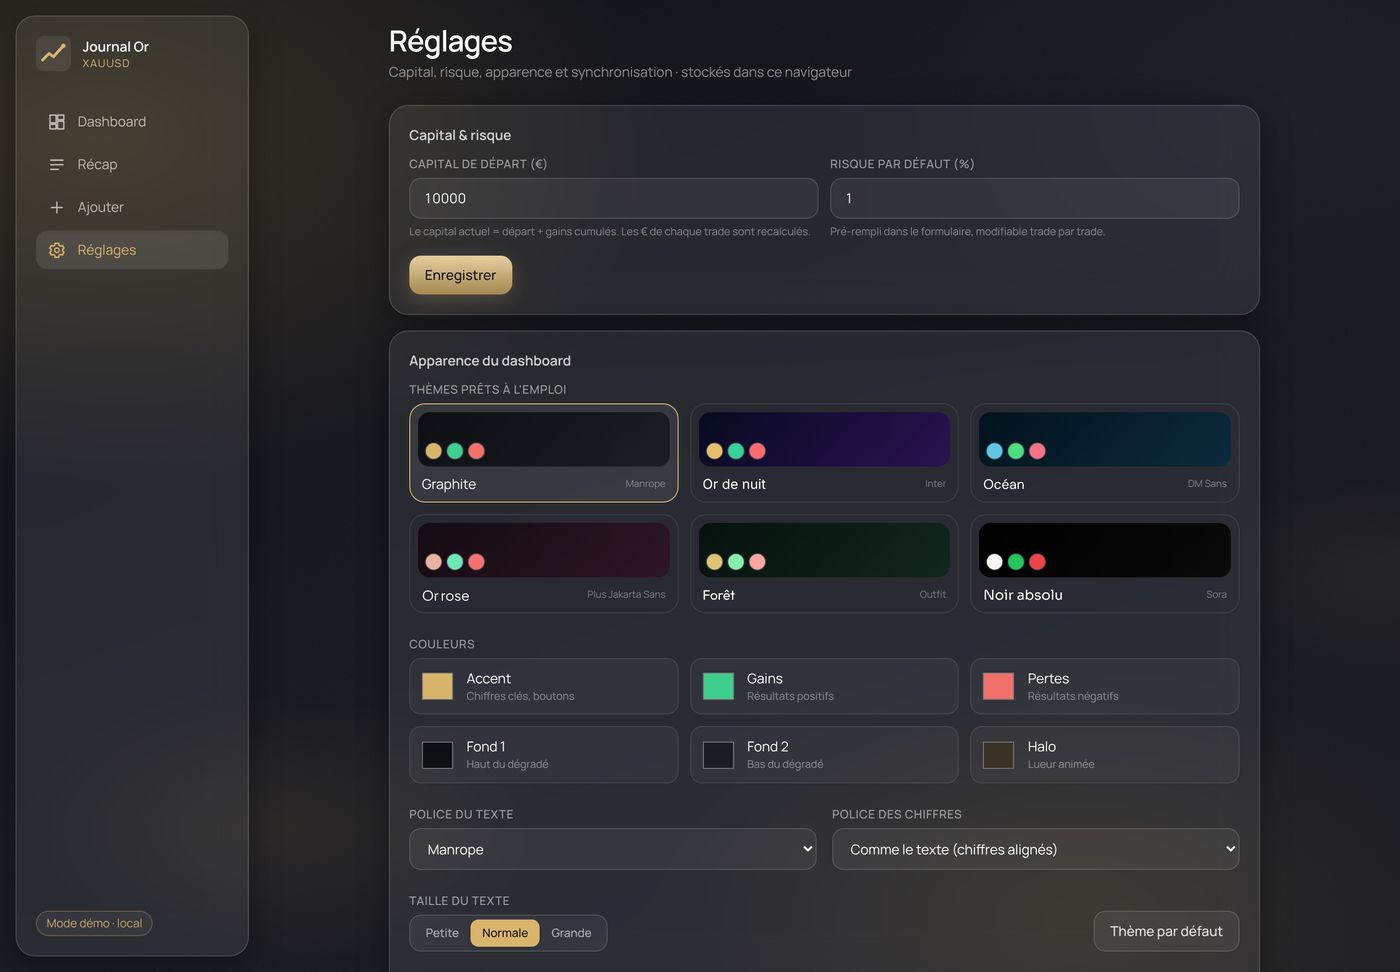 Journal Or
XAUUSD
Dashboard
Récap
Ajouter
Réglages
Mode démo · local
Réglages
Capital, risque, apparence et synchronisation · stockés dans ce navigateur
Capital & risque
CAPITAL DE DÉPART (€)
RISQUE PAR DÉFAUT (%)
10000
1
Le capital actuel = départ + gains cumulés. Les € de chaque trade sont recalculés.
Pré-rempli dans le formulaire, modifiable trade par trade.
Enregistrer
Apparence du dashboard
THÈMES PRÊTS À L'EMPLOI
Graphite
Manrope
Or de nuit
Inter
Océan
DM Sans
Or rose
Plus Jakarta Sans
Forêt
Outfit
Noir absolu
Sora
COULEURS
Accent
Chiffres clés, boutons
Gains
Résultats positifs
Pertes
Résultats négatifs
Fond 1
Haut du dégradé
Fond 2
Bas du dégradé
Halo
Lueur animée
POLICE DU TEXTE
POLICE DES CHIFFRES
Manrope
Comme le texte (chiffres alignés)
TAILLE DU TEXTE
Petite
Normale
Grande
Thème par défaut